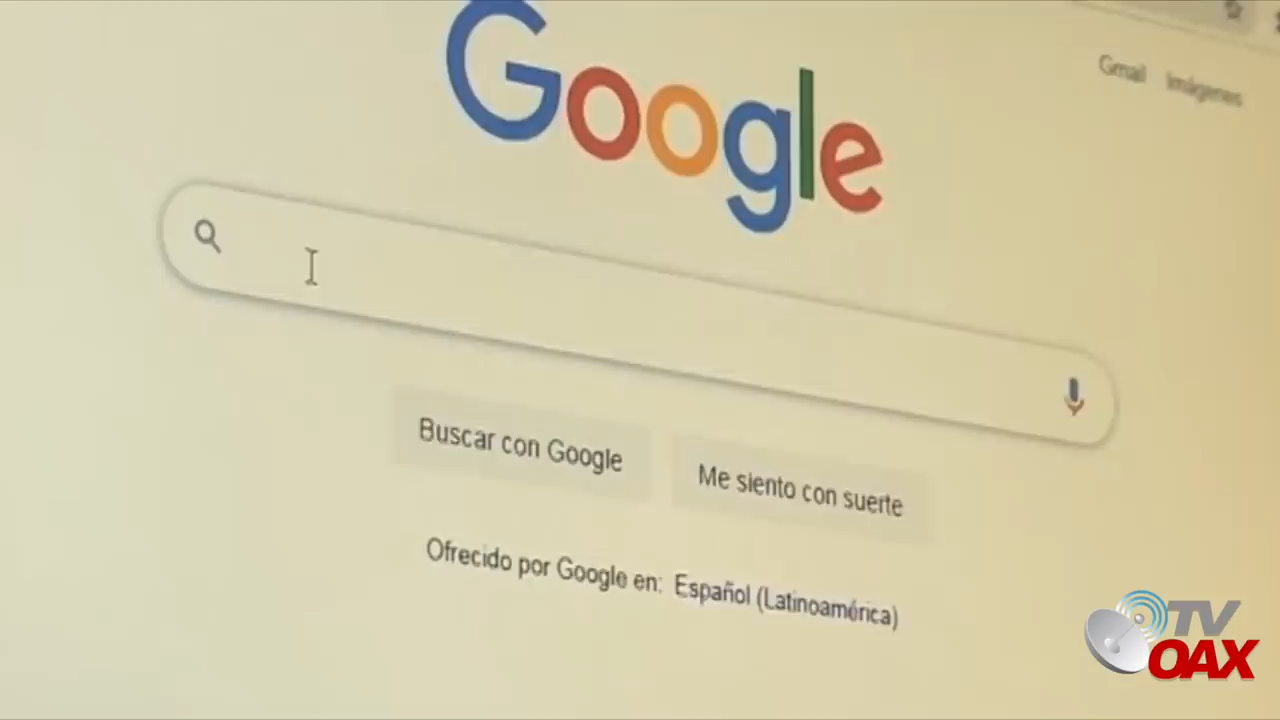 Google
Gmail Imágenes
Buscar con Google
Me siento con suerte
Ofrecido por Google en: Español (Latinoamérica)
TV
OAX